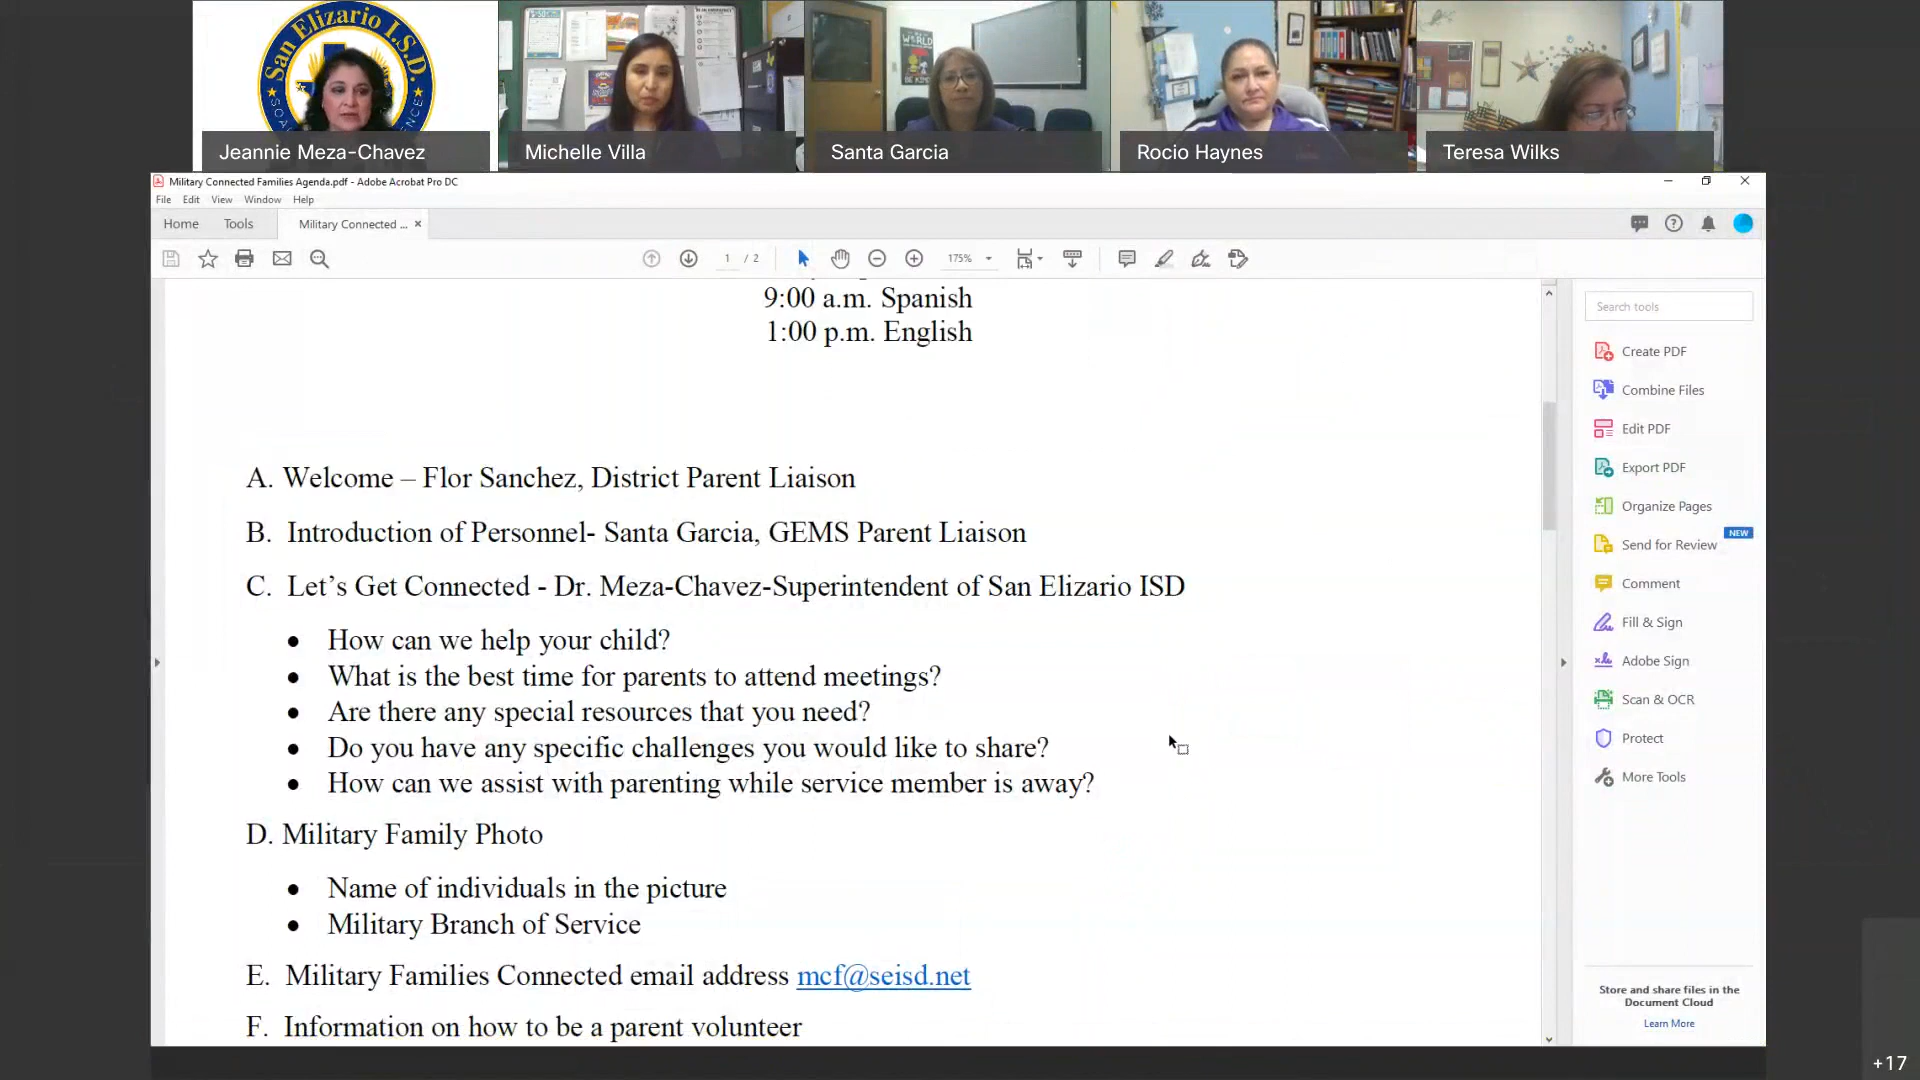 San Elizario I.S.D.
Jeannie Meza-Chavez
Michelle Villa
Santa Garcia
Rocio Haynes
Teresa Wilks
Military Connected Families Agenda.pdf - Adobe Acrobat Pro DC
File Edit View Window Help
Home Tools Military Connected ... ×
1 / 2 175%
9:00 a.m. Spanish
1:00 p.m. English
A. Welcome – Flor Sanchez, District Parent Liaison
B. Introduction of Personnel- Santa Garcia, GEMS Parent Liaison
C. Let’s Get Connected - Dr. Meza-Chavez-Superintendent of San Elizario ISD
• How can we help your child?
• What is the best time for parents to attend meetings?
• Are there any special resources that you need?
• Do you have any specific challenges you would like to share?
• How can we assist with parenting while service member is away?
D. Military Family Photo
• Name of individuals in the picture
• Military Branch of Service
E. Military Families Connected email address mcf@seisd.net
F. Information on how to be a parent volunteer
Search tools
Create PDF
Combine Files
Edit PDF
Export PDF
Organize Pages
Send for Review
NEW
Comment
Fill & Sign
Adobe Sign
Scan & OCR
Protect
More Tools
Store and share files in the
Document Cloud
Learn More
+17